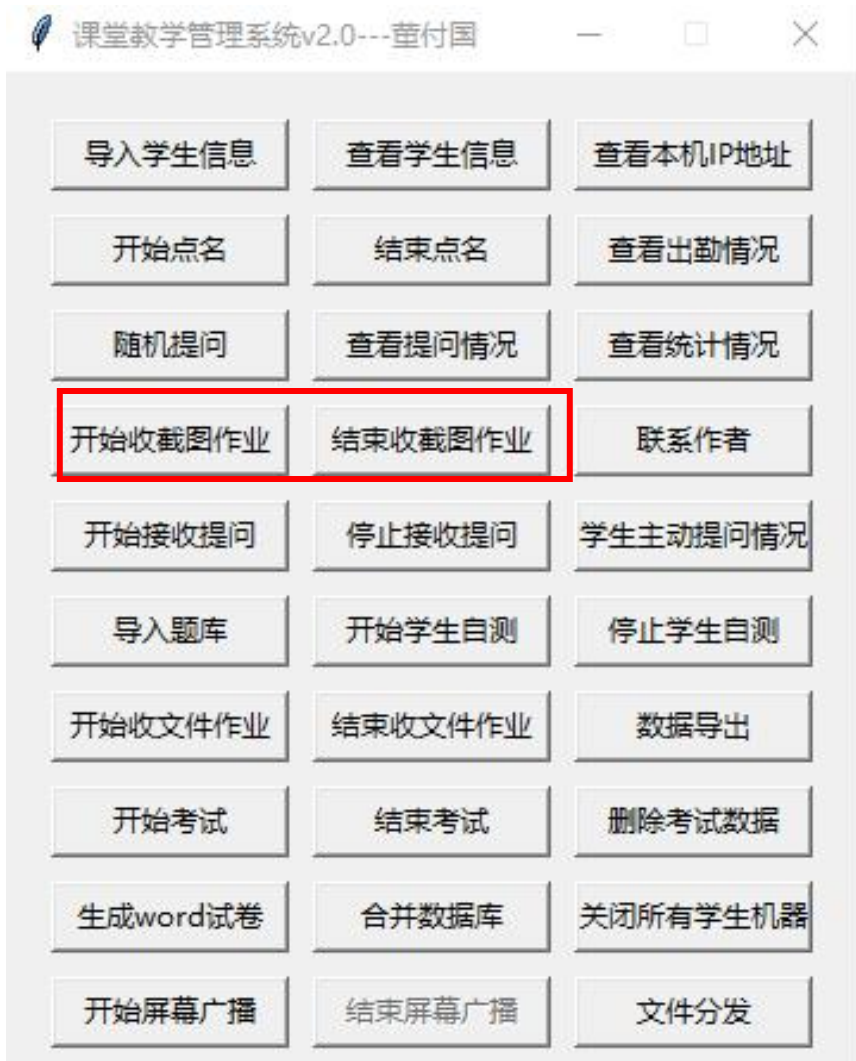 课堂教学管理系统v2.0---董付国
导入学生信息 查看学生信息 查看本机IP地址
开始点名 结束点名 查看出勤情况
随机提问 查看提问情况 查看统计情况
开始收截图作业 结束收截图作业 联系作者
开始接收提问 停止接收提问 学生主动提问情况
导入题库 开始学生自测 停止学生自测
开始收文件作业 结束收文件作业 数据导出
开始考试 结束考试 删除考试数据
生成word试卷 合并数据库 关闭所有学生机器
开始屏幕广播 结束屏幕广播 文件分发